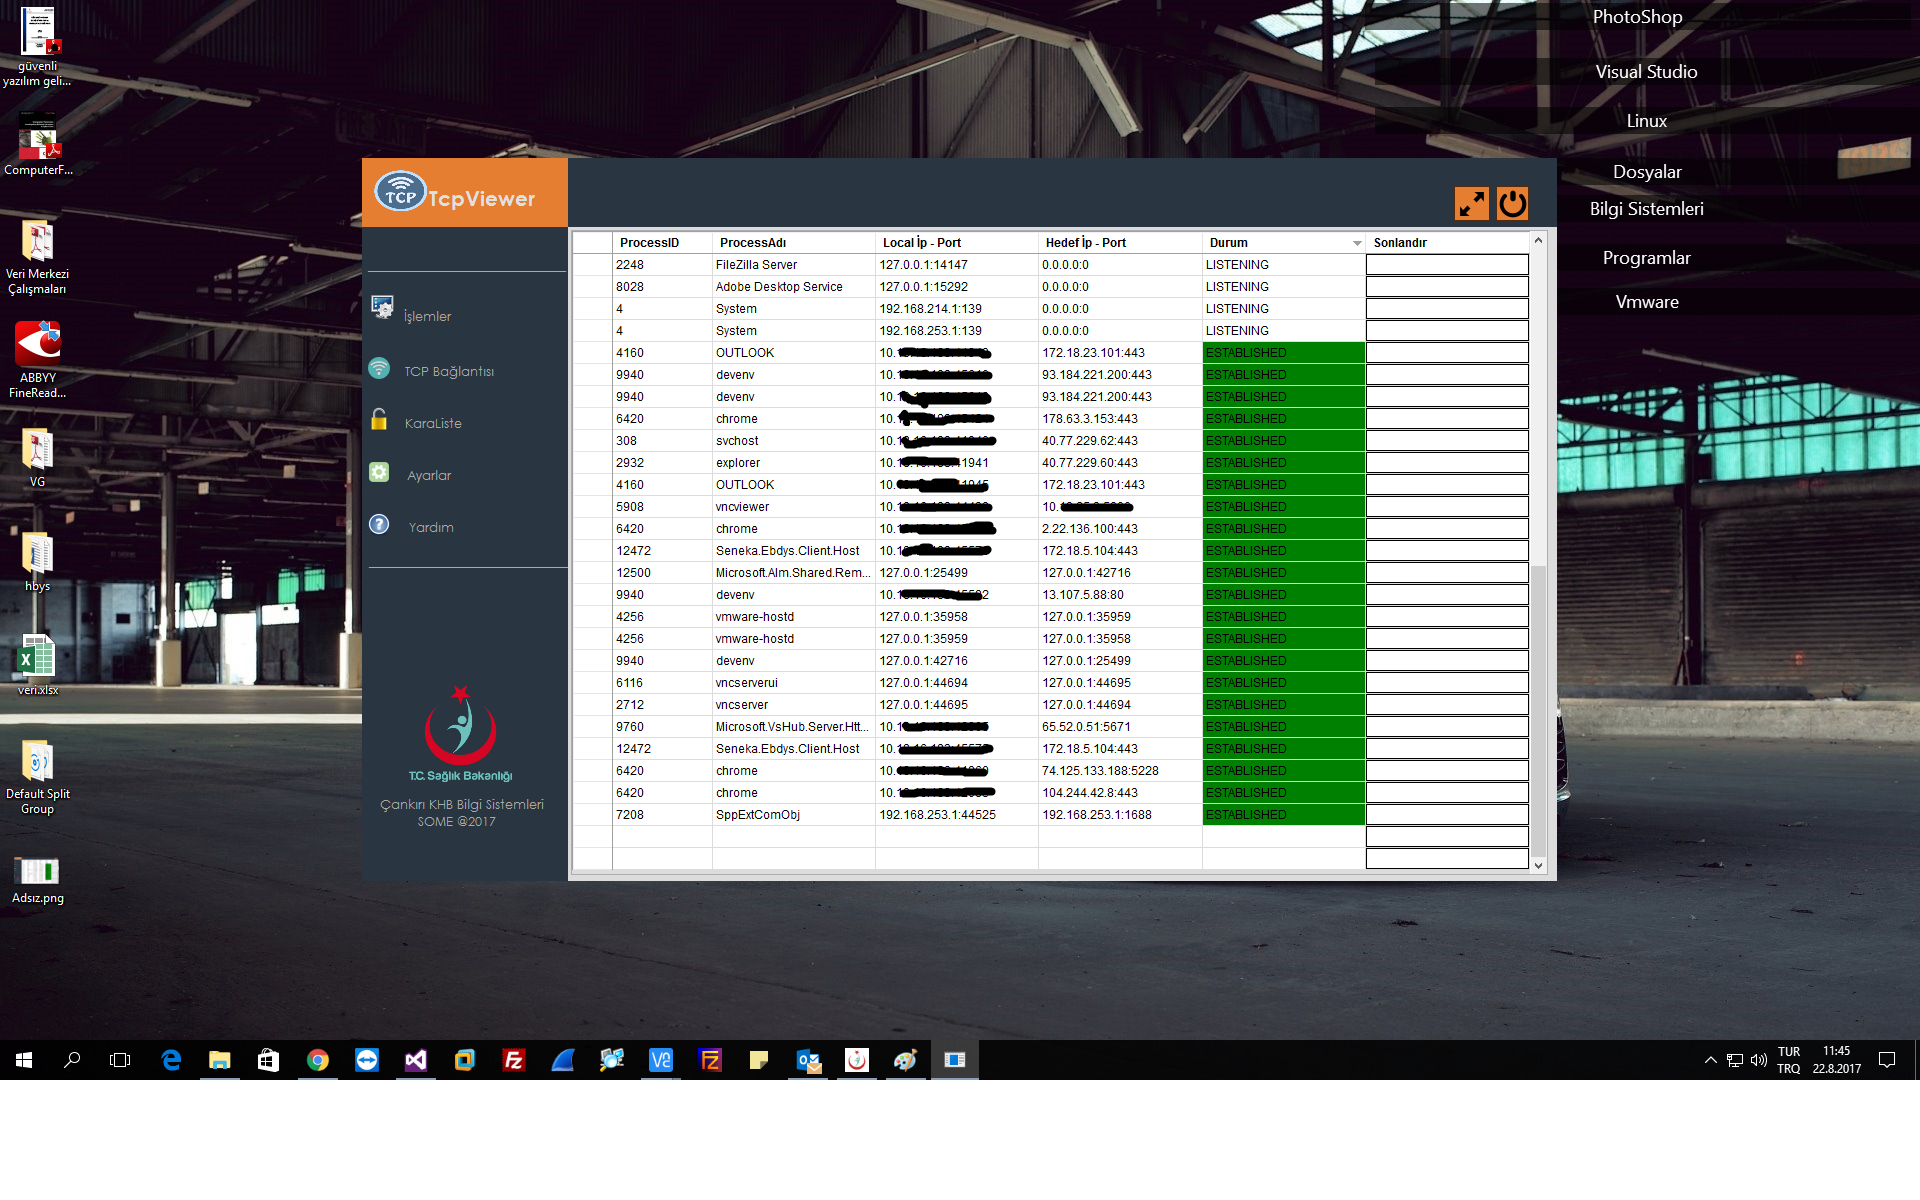 güvenli
yazılım geli...
ComputerF...
Veri Merkezi
Çalışmaları
ABBYY
FineRead...
VG
hbys
veri.xlsx
Default Split
Group
Adsız.png
PhotoShop
Visual Studio
Linux
Dosyalar
Bilgi Sistemleri
Programlar
Vmware
TCP TcpViewer
İşlemler
TCP Bağlantısı
KaraListe
Ayarlar
Yardım
T.C. Sağlık Bakanlığı
Çankırı KHB Bilgi Sistemleri
SOME @2017
ProcessID ProcessAdı Local İp - Port Hedef İp - Port Durum Sonlandır
2248 FileZilla Server 127.0.0.1:14147 0.0.0.0:0 LISTENING
8028 Adobe Desktop Service 127.0.0.1:15292 0.0.0.0:0 LISTENING
4 System 192.168.214.1:139 0.0.0.0:0 LISTENING
4 System 192.168.253.1:139 0.0.0.0:0 LISTENING
4160 OUTLOOK 10. 172.18.23.101:443 ESTABLISHED
9940 devenv 10. 93.184.221.200:443 ESTABLISHED
9940 devenv 10. 93.184.221.200:443 ESTABLISHED
6420 chrome 10. 178.63.3.153:443 ESTABLISHED
308 svchost 10. 40.77.229.62:443 ESTABLISHED
2932 explorer 10. 1941 40.77.229.60:443 ESTABLISHED
4160 OUTLOOK 10. 172.18.23.101:443 ESTABLISHED
5908 vncviewer 10. 10. ESTABLISHED
6420 chrome 10. 2.22.136.100:443 ESTABLISHED
12472 Seneka.Ebdys.Client.Host 10. 172.18.5.104:443 ESTABLISHED
12500 Microsoft.Alm.Shared.Rem... 127.0.0.1:25499 127.0.0.1:42716 ESTABLISHED
9940 devenv 10. 13.107.5.88:80 ESTABLISHED
4256 vmware-hostd 127.0.0.1:35958 127.0.0.1:35959 ESTABLISHED
4256 vmware-hostd 127.0.0.1:35959 127.0.0.1:35958 ESTABLISHED
9940 devenv 127.0.0.1:42716 127.0.0.1:25499 ESTABLISHED
6116 vncserverui 127.0.0.1:44694 127.0.0.1:44695 ESTABLISHED
2712 vncserver 127.0.0.1:44695 127.0.0.1:44694 ESTABLISHED
9760 Microsoft.VsHub.Server.Htt... 10. 65.52.0.51:5671 ESTABLISHED
12472 Seneka.Ebdys.Client.Host 10. 172.18.5.104:443 ESTABLISHED
6420 chrome 10. 74.125.133.188:5228 ESTABLISHED
6420 chrome 10. 104.244.42.8:443 ESTABLISHED
7208 SppExtComObj 192.168.253.1:44525 192.168.253.1:1688 ESTABLISHED
TUR 11:45
TRQ 22.8.2017